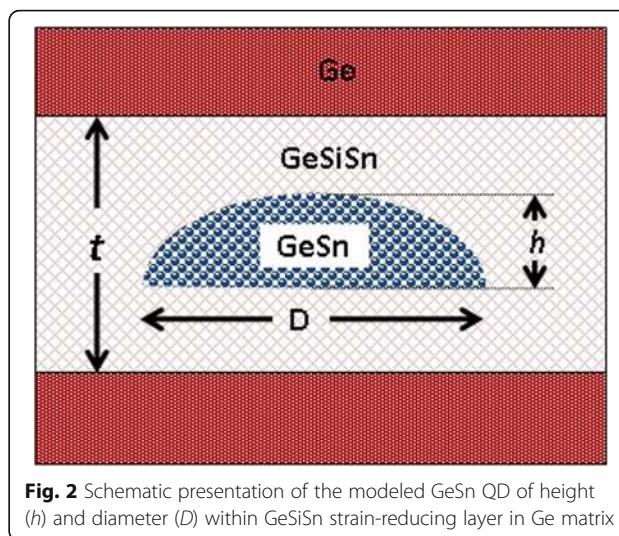 Ge
GeSiSn
t
GeSn
h
D
Fig. 2 Schematic presentation of the modeled GeSn QD of height
(h) and diameter (D) within GeSiSn strain-reducing layer in Ge matrix